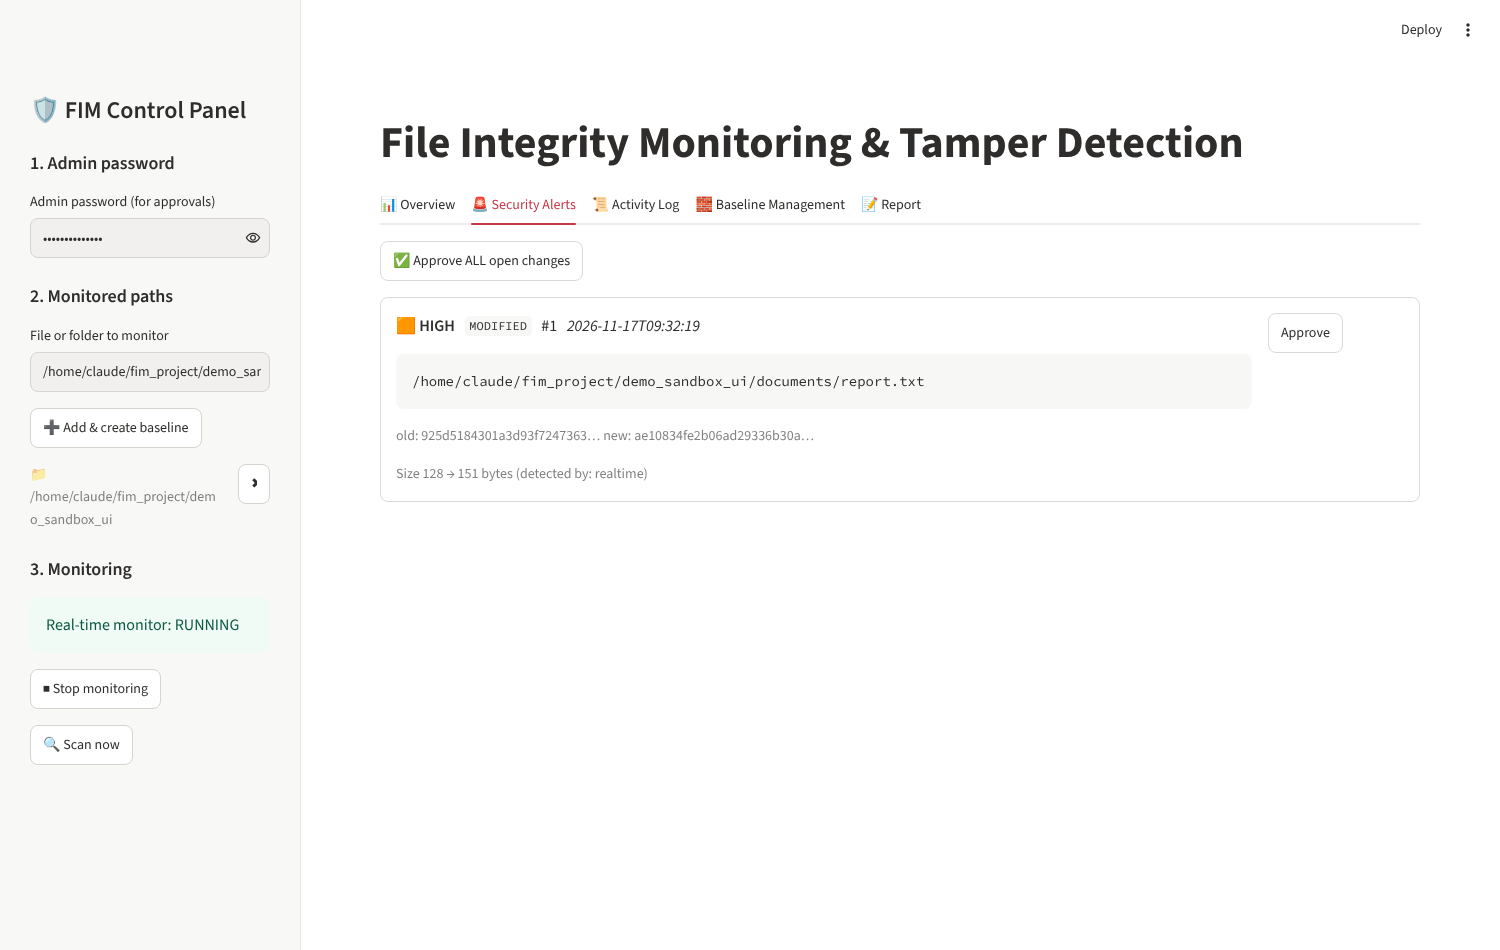 Deploy
🛡️ FIM Control Panel
1. Admin password
Admin password (for approvals)
••••••••••••••
2. Monitored paths
File or folder to monitor
/home/claude/fim_project/demo_sar
➕ Add & create baseline
📁
/home/claude/fim_project/dem
o_sandbox_ui
3. Monitoring
Real-time monitor: RUNNING
⏹ Stop monitoring
🔍 Scan now
File Integrity Monitoring & Tamper Detection
📊 Overview 🚨 Security Alerts 📜 Activity Log 🧱 Baseline Management 📝 Report
✅ Approve ALL open changes
🟧 HIGH MODIFIED #1 2026-11-17T09:32:19
Approve
/home/claude/fim_project/demo_sandbox_ui/documents/report.txt
old: 925d5184301a3d93f7247363… new: ae10834fe2b06ad29336b30a…
Size 128 → 151 bytes (detected by: realtime)